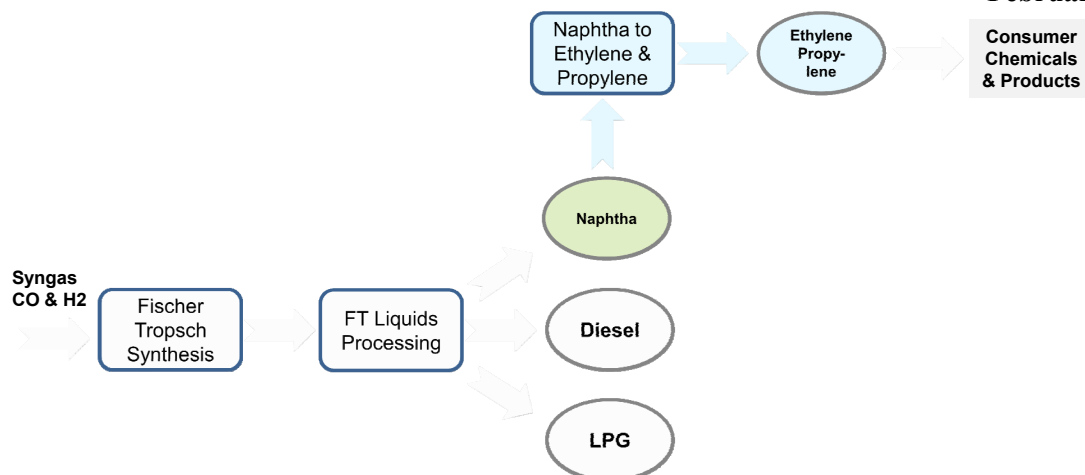 Naphtha to
Ethylene &
Propylene
Ethylene
Propy-
lene
Consumer
Chemicals
& Products
Naphtha
Syngas
CO & H2
Fischer
Tropsch
Synthesis
FT Liquids
Processing
Diesel
LPG